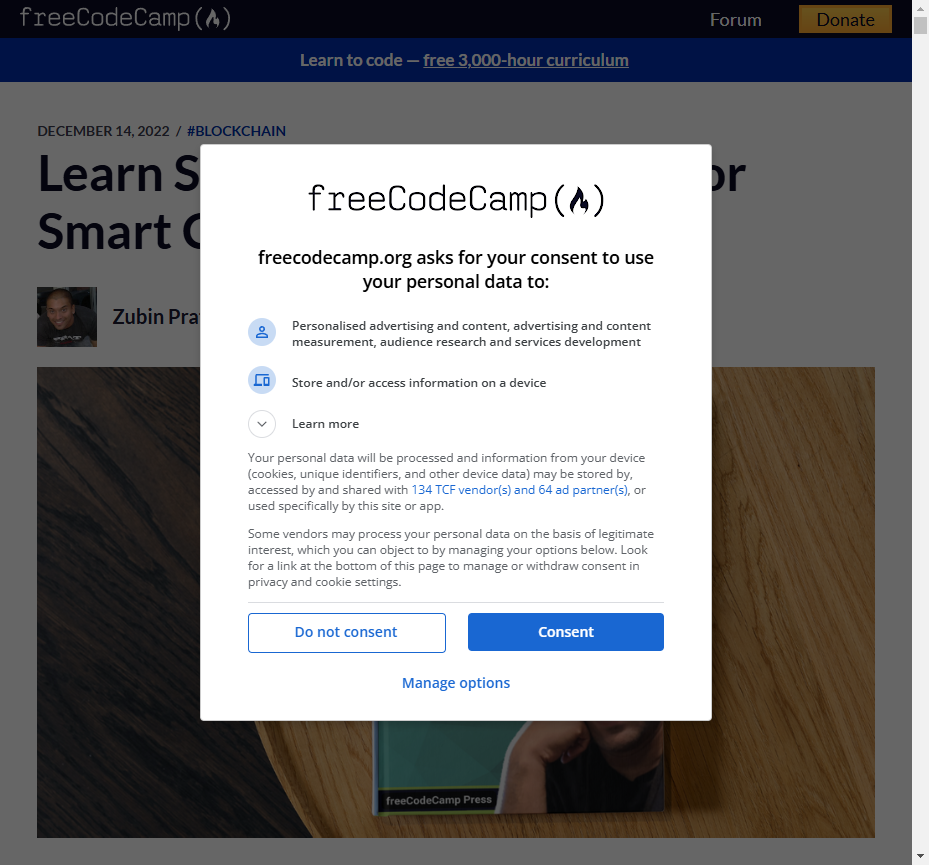 freeCodeCamp
Forum
Donate
Learn to code — free 3,000-hour curriculum
DECEMBER 14, 2022 / #BLOCKCHAIN
Learn
Smart
Zubin
freeCodeCamp
freecodecamp.org asks for your consent to use
your personal data to:
Personalised advertising and content, advertising and content
measurement, audience research and services development
Store and/or access information on a device
Learn more
Your personal data will be processed and information from your device
(cookies, unique identifiers, and other device data) may be stored by,
accessed by and shared with 134 TCF vendor(s) and 64 ad partner(s), or
used specifically by this site or app.
Some vendors may process your personal data on the basis of legitimate
interest, which you can object to by managing your options below. Look
for a link at the bottom of this page to manage or withdraw consent in
privacy and cookie settings.
Do not consent
Consent
Manage options
freeCodeCamp Press